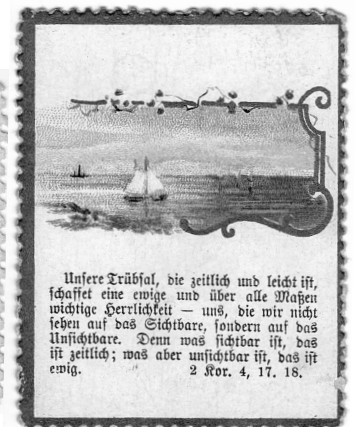 Unsere Trübsal, die zeitlich und leicht ist,
schaffet eine ewige und über alle Maßen
wichtige Herrlichkeit — uns, die wir nicht
sehen auf das Sichtbare, sondern auf das
Unsichtbare. Denn was sichtbar ist, das
ist zeitlich; was aber unsichtbar ist, das ist
ewig. 2 Kor. 4, 17. 18.